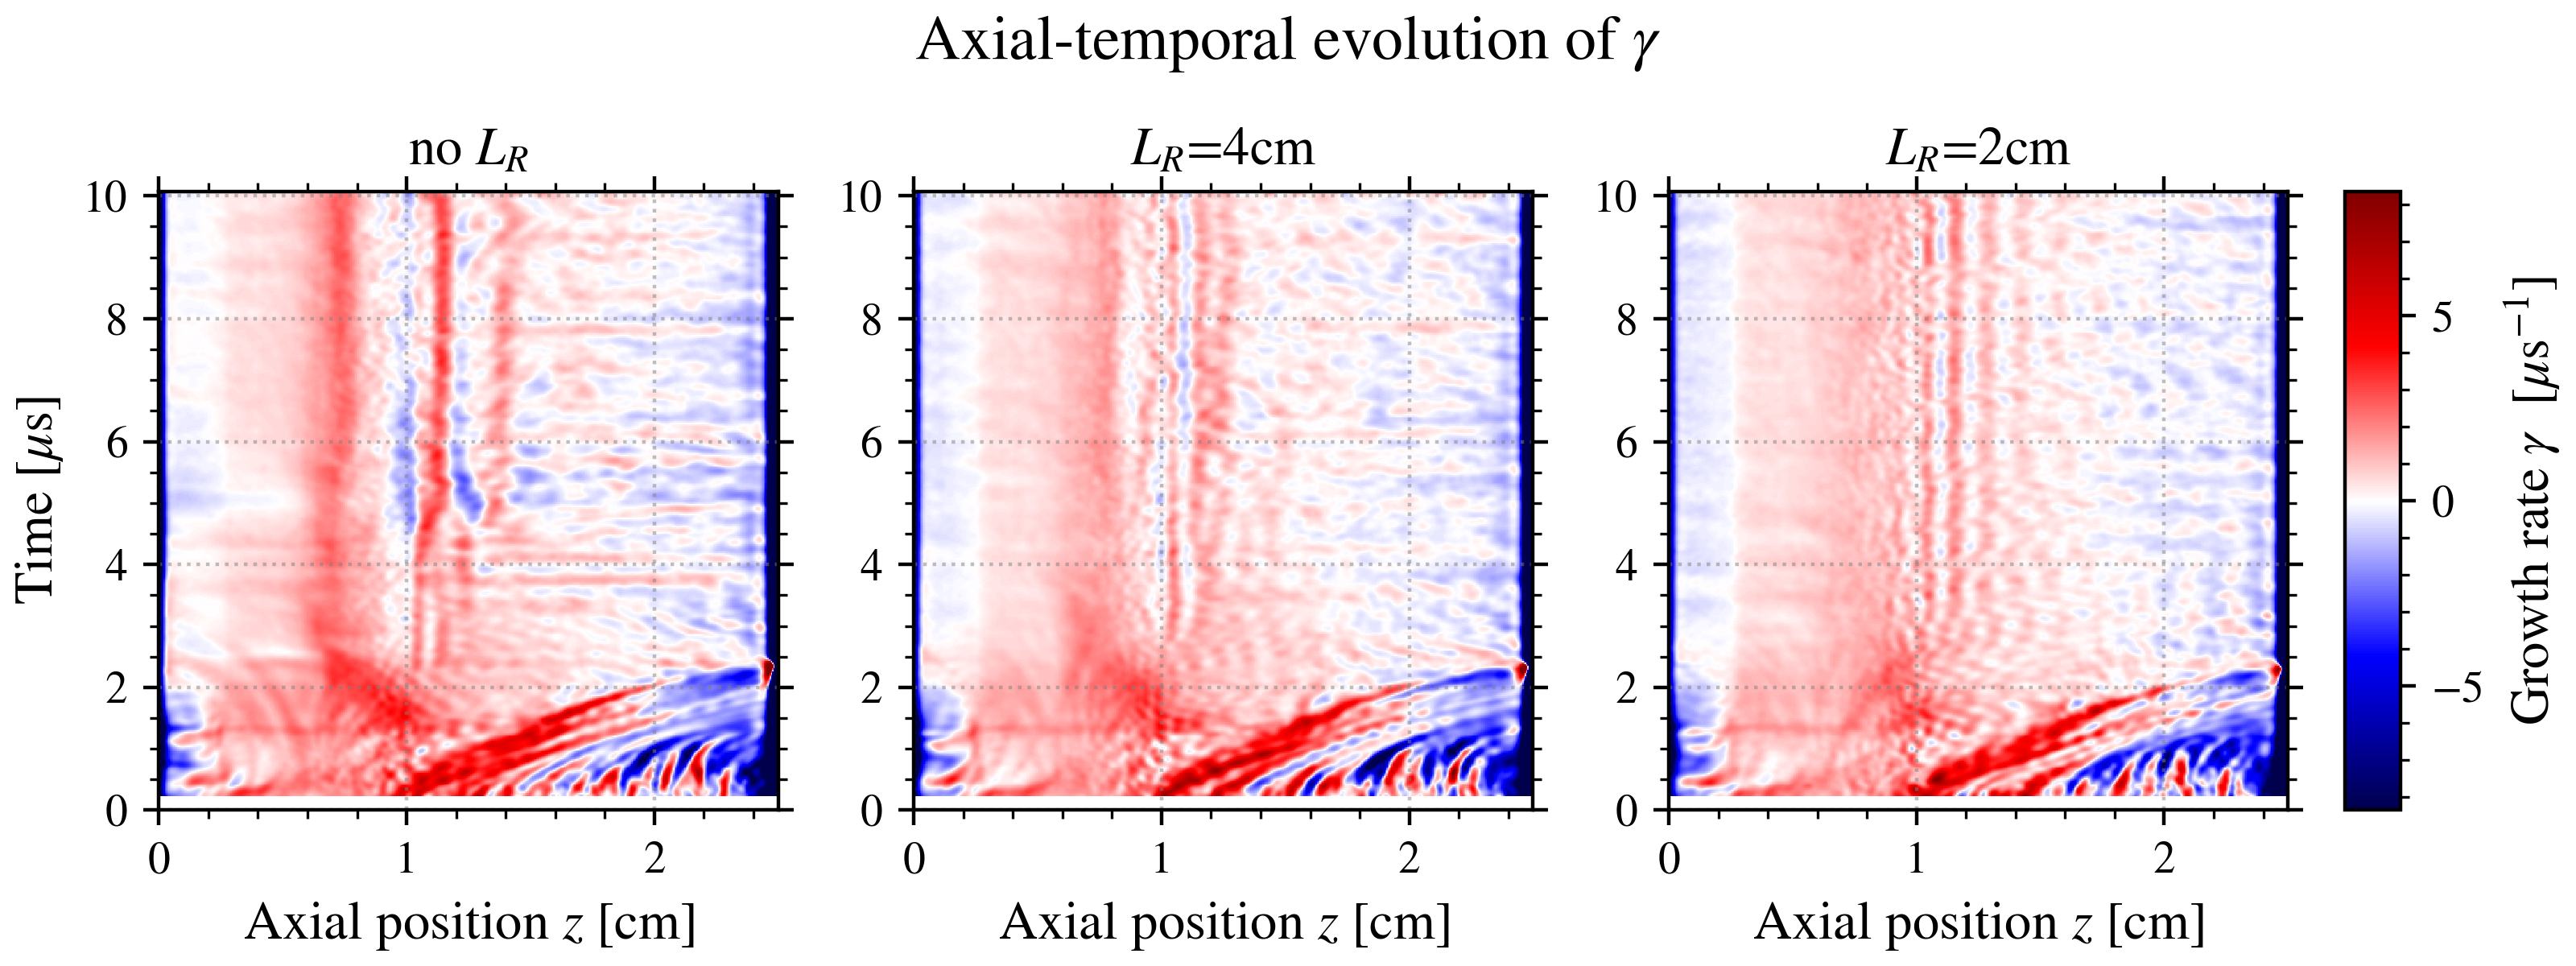 Axial-temporal evolution of γ
no L_R
L_R=4cm
L_R=2cm
10
8
6
4
2
0
10
8
6
4
2
0
10
8
6
4
2
0
5
0
−5
0 1 2
0 1 2
0 1 2
Time [μs]
Axial position z [cm]
Axial position z [cm]
Axial position z [cm]
Growth rate γ [μs⁻¹]